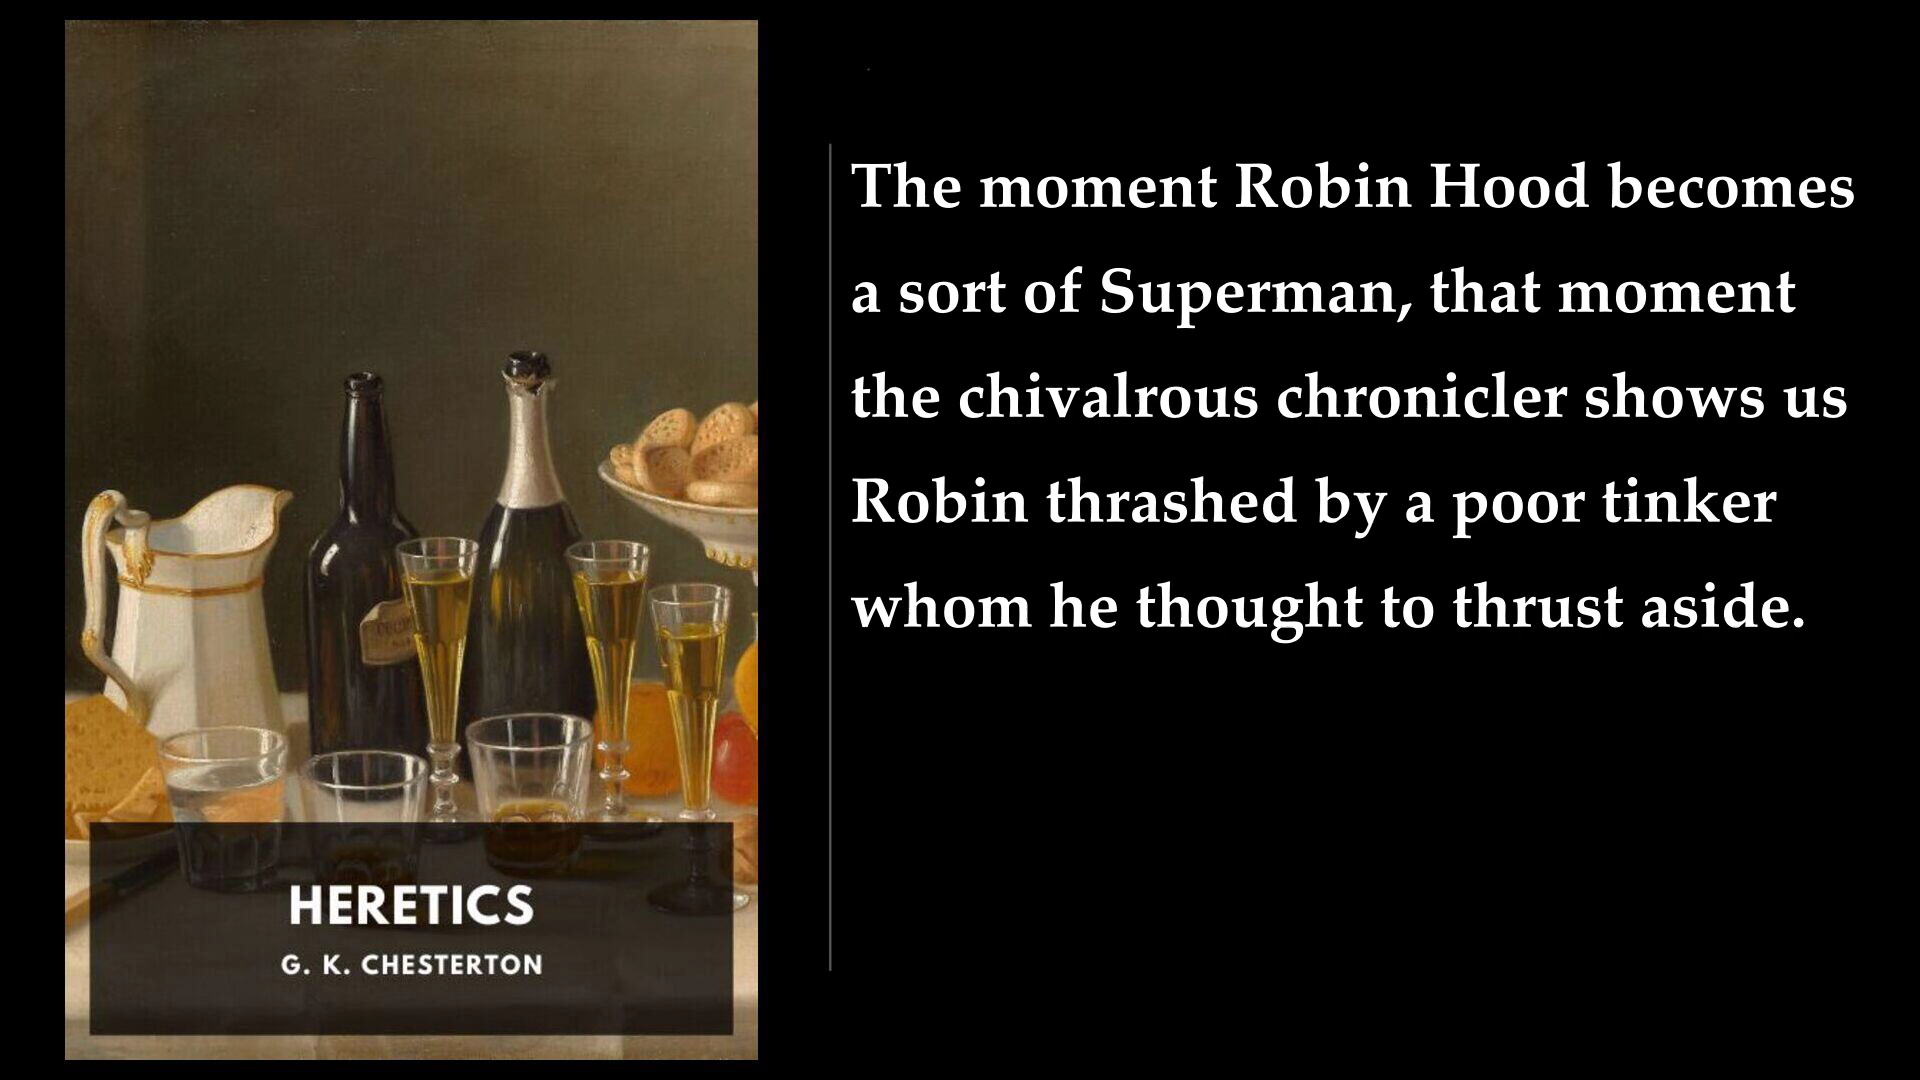 The moment Robin Hood becomes
a sort of Superman, that moment
the chivalrous chronicler shows us
Robin thrashed by a poor tinker
whom he thought to thrust aside.
HERETICS
G. K. CHESTERTON